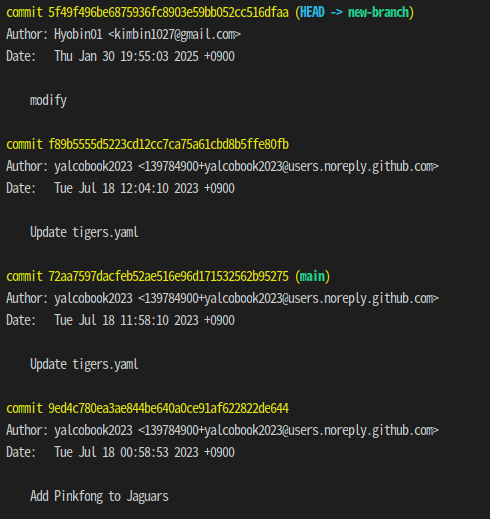 commit 5f49f496be6875936fc8903e59bb052cc516dfaa (HEAD -> new-branch)
Author: Hyobin01 <kimbin1027@gmail.com>
Date:   Thu Jan 30 19:55:03 2025 +0900
modify
commit f89b5555d5223cd12cc7ca75a61cbd8b5ffe80fb
Author: yalcobook2023 <139784900+yalcobook2023@users.noreply.github.com>
Date:   Tue Jul 18 12:04:10 2023 +0900
Update tigers.yaml
commit 72aa7597dacfeb52ae516e96d171532562b95275 (main)
Author: yalcobook2023 <139784900+yalcobook2023@users.noreply.github.com>
Date:   Tue Jul 18 11:58:10 2023 +0900
Update tigers.yaml
commit 9ed4c780ea3ae844be640a0ce91af622822de644
Author: yalcobook2023 <139784900+yalcobook2023@users.noreply.github.com>
Date:   Tue Jul 18 00:58:53 2023 +0900
Add Pinkfong to Jaguars